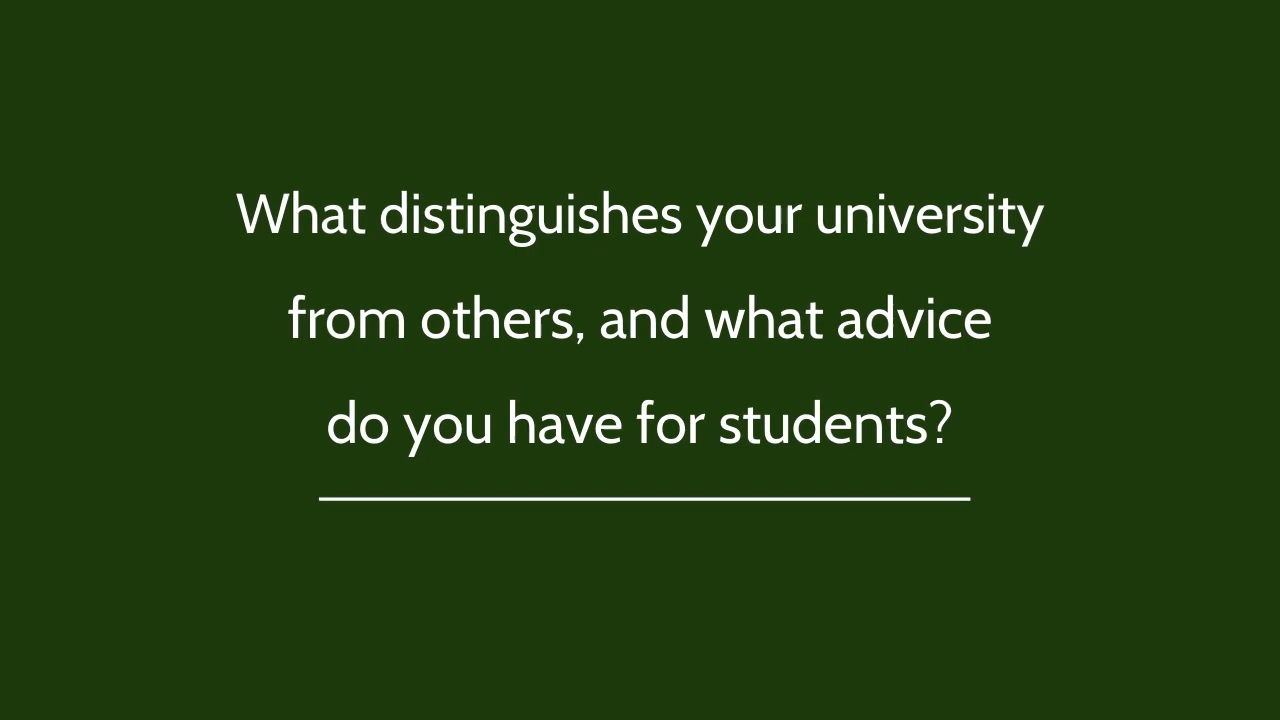 What distinguishes your university
from others, and what advice
do you have for students?